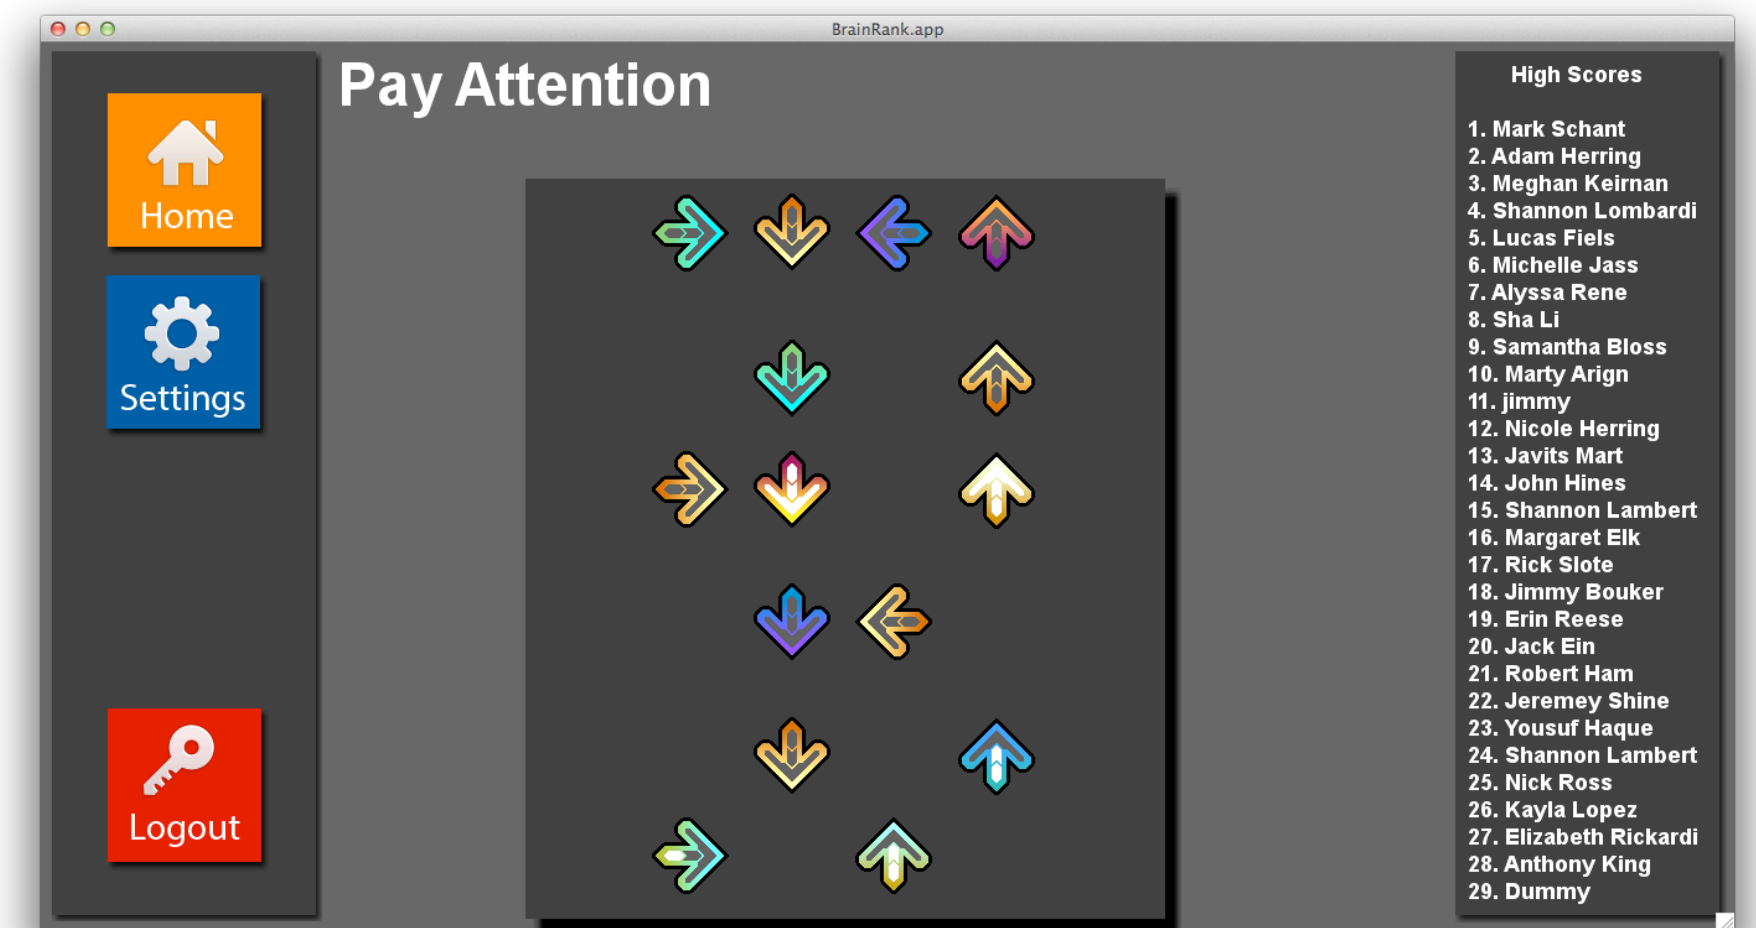 BrainRank.app
Home
Settings
Logout
Pay Attention
High Scores
1. Mark Schant
2. Adam Herring
3. Meghan Keirnan
4. Shannon Lombardi
5. Lucas Fiels
6. Michelle Jass
7. Alyssa Rene
8. Sha Li
9. Samantha Bloss
10. Marty Arign
11. jimmy
12. Nicole Herring
13. Javits Mart
14. John Hines
15. Shannon Lambert
16. Margaret Elk
17. Rick Slote
18. Jimmy Bouker
19. Erin Reese
20. Jack Ein
21. Robert Ham
22. Jeremey Shine
23. Yousuf Haque
24. Shannon Lambert
25. Nick Ross
26. Kayla Lopez
27. Elizabeth Rickardi
28. Anthony King
29. Dummy